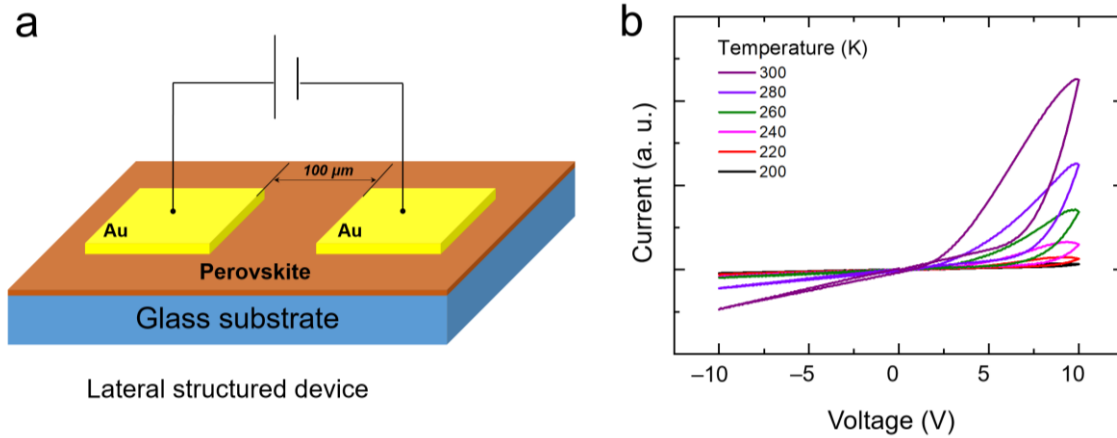 a
100 μm
Au
Au
Perovskite
Glass substrate
Lateral structured device
b
Temperature (K)
300
280
260
240
220
200
Current (a. u.)
–10
–5
0
5
10
Voltage (V)